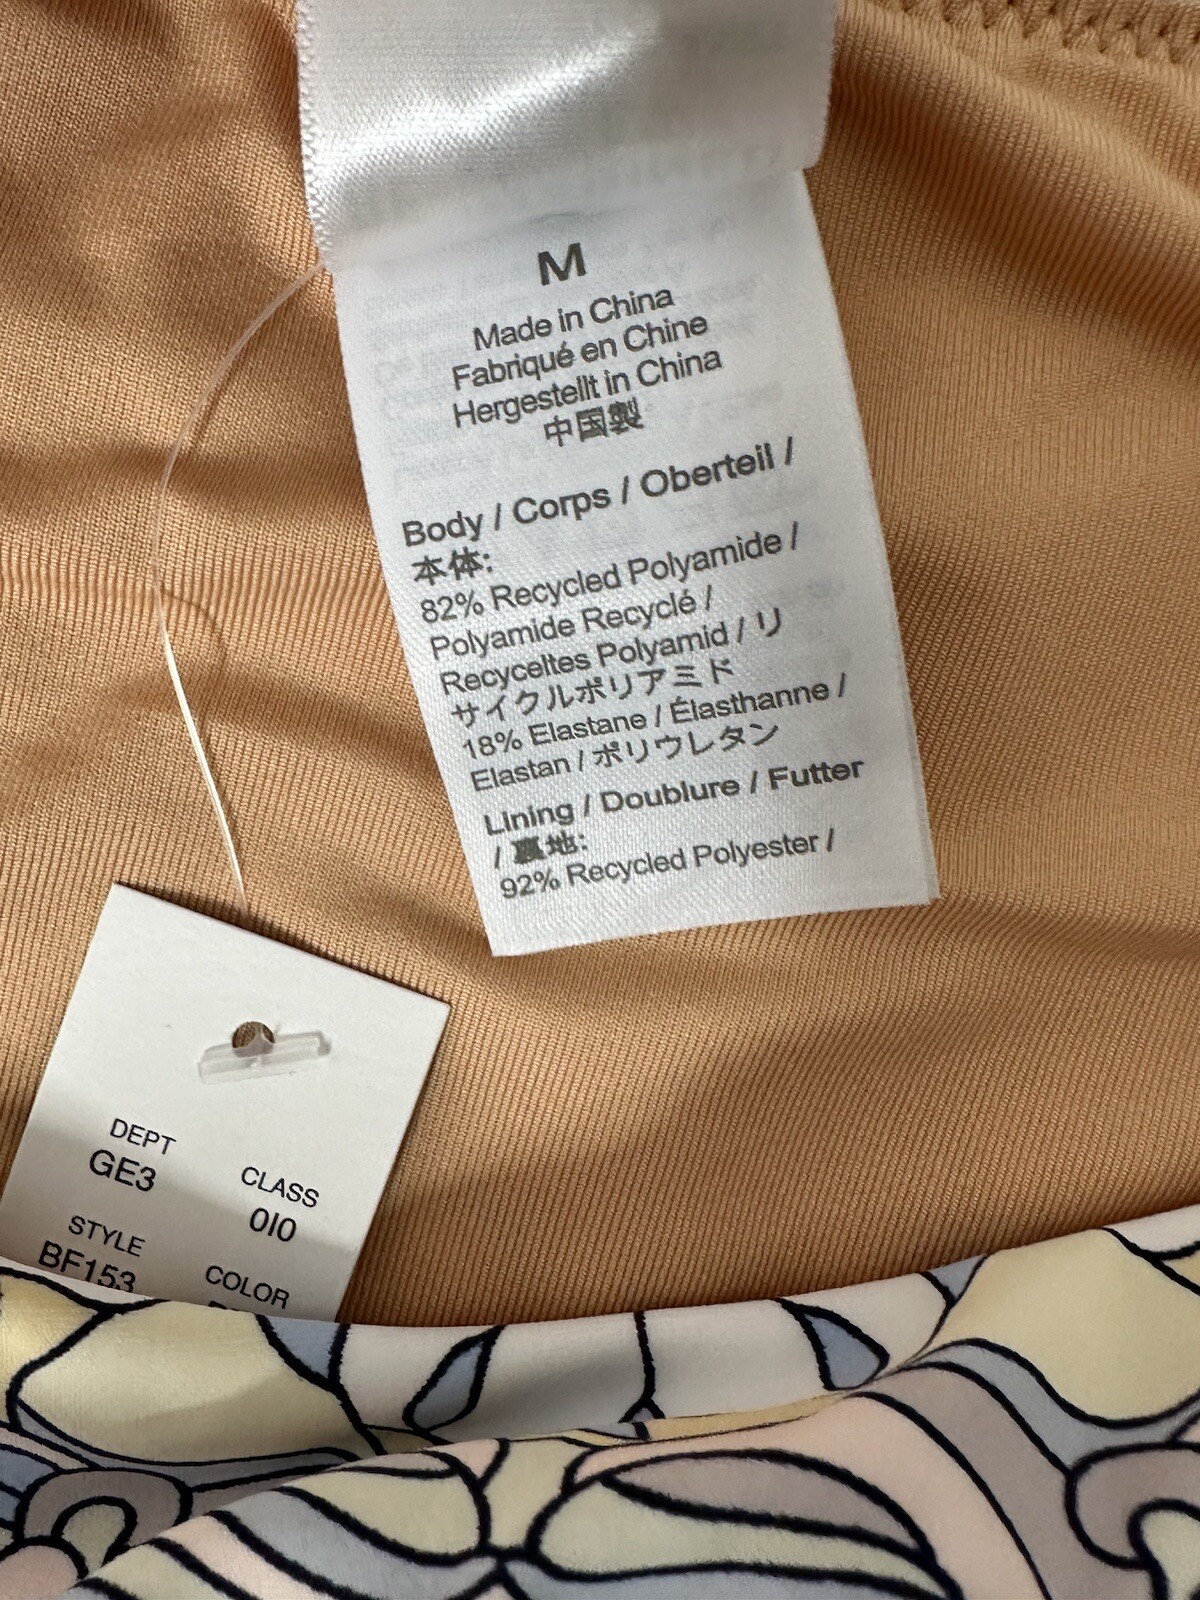 M
Made in China
Fabriqué en Chine
Hergestellt in China
中国製
Body / Corps / Oberteil /
本体:
82% Recycled Polyamide /
Polyamide Recyclé /
Recyceltes Polyamid / リ
サイクルポリアミド
18% Elastane / Élasthanne /
Elastan / ポリウレタン
Lining / Doublure / Futter
/ 裏地:
92% Recycled Polyester /
DEPT
GE3
CLASS
0I0
STYLE
BF153
COLOR